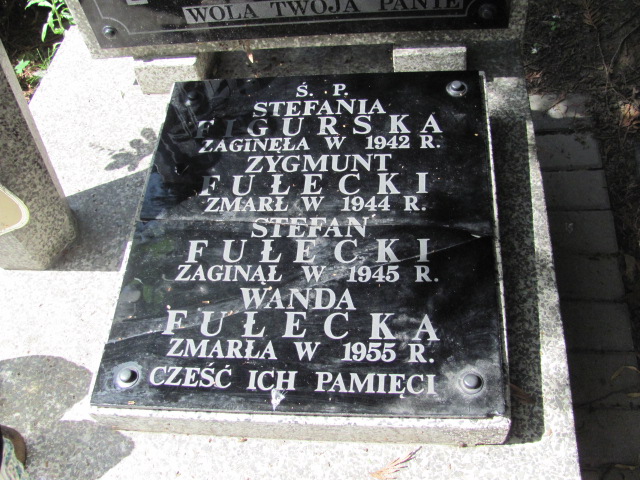 WOLA TWOJA PANIE
Ś. P.
STEFANIA
FIGURSKA
ZAGINĘŁA W 1942 R.
ZYGMUNT
FUŁECKI
ZMARŁ W 1944 R.
STEFAN
FUŁECKI
ZAGINĄŁ W 1945 R.
WANDA
FUŁECKA
ZMARŁA W 1955 R.
CZEŚĆ ICH PAMIĘCI